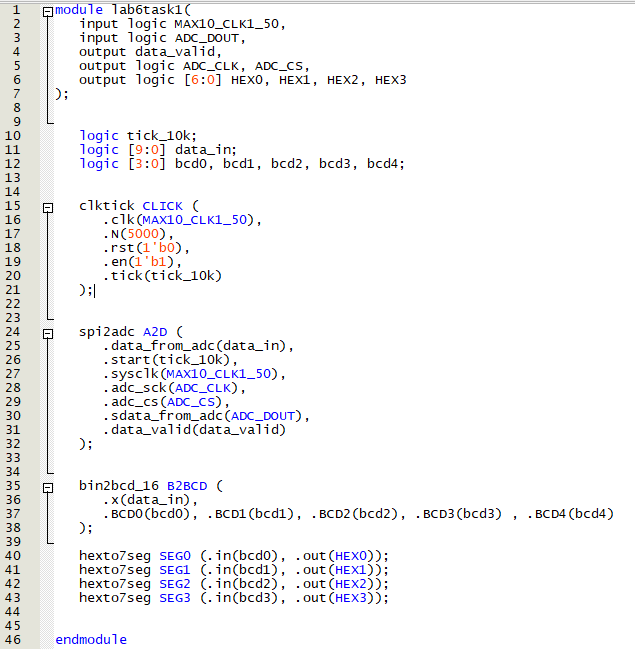 1 module lab6task1(
2 input logic MAX10_CLK1_50,
3 input logic ADC_DOUT,
4 output data_valid,
5 output logic ADC_CLK, ADC_CS,
6 output logic [6:0] HEX0, HEX1, HEX2, HEX3
7 );
8
9
10 logic tick_10k;
11 logic [9:0] data_in;
12 logic [3:0] bcd0, bcd1, bcd2, bcd3, bcd4;
13
14
15 clktick CLICK (
16 .clk(MAX10_CLK1_50),
17 .N(5000),
18 .rst(1'b0),
19 .en(1'b1),
20 .tick(tick_10k)
21 );
22
23
24 spi2adc A2D (
25 .data_from_adc(data_in),
26 .start(tick_10k),
27 .sysclk(MAX10_CLK1_50),
28 .adc_sck(ADC_CLK),
29 .adc_cs(ADC_CS),
30 .sdata_from_adc(ADC_DOUT),
31 .data_valid(data_valid)
32 );
33
34
35 bin2bcd_16 B2BCD (
36 .x(data_in),
37 .BCD0(bcd0), .BCD1(bcd1), .BCD2(bcd2), .BCD3(bcd3) , .BCD4(bcd4)
38 );
39
40 hexto7seg SEG0 (.in(bcd0), .out(HEX0));
41 hexto7seg SEG1 (.in(bcd1), .out(HEX1));
42 hexto7seg SEG2 (.in(bcd2), .out(HEX2));
43 hexto7seg SEG3 (.in(bcd3), .out(HEX3));
44
45
46 endmodule